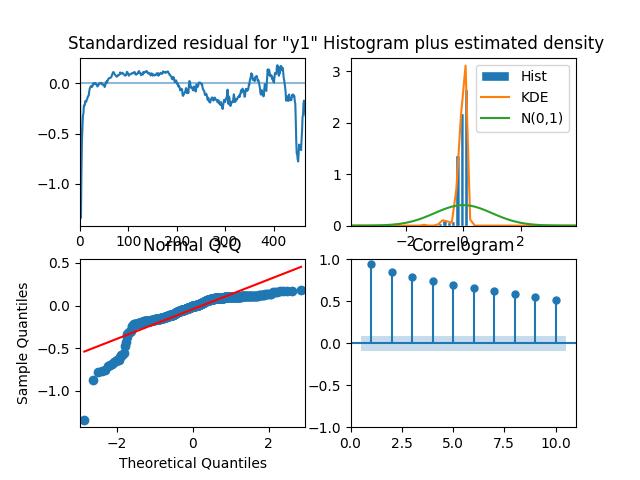 Standardized residual for "y1"
0.0
−0.5
−1.0
0 100 200 300 400
Histogram plus estimated density
3
2
1
0
−2 0 2
Hist
KDE
N(0,1)
Normal Q-Q
Sample Quantiles
0.5
0.0
−0.5
−1.0
−2 0 2
Theoretical Quantiles
Correlogram
1.0
0.5
0.0
−0.5
−1.0
0.0 2.5 5.0 7.5 10.0